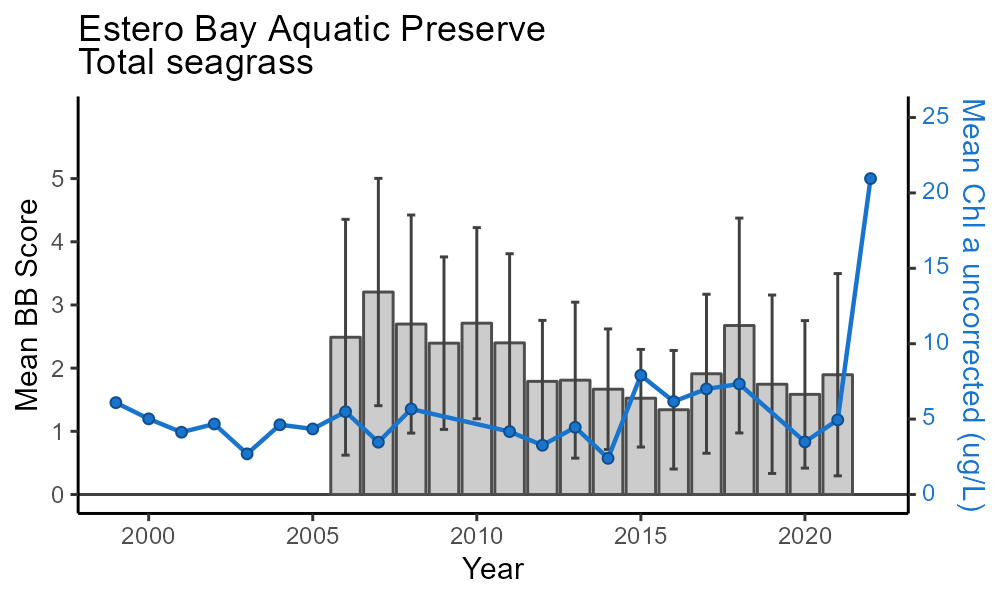 Estero Bay Aquatic Preserve
Total seagrass
Mean BB Score
5
4
3
2
1
0
25
20
15
10
5
0
Mean Chl a uncorrected (ug/L)
2000 2005 2010 2015 2020
Year